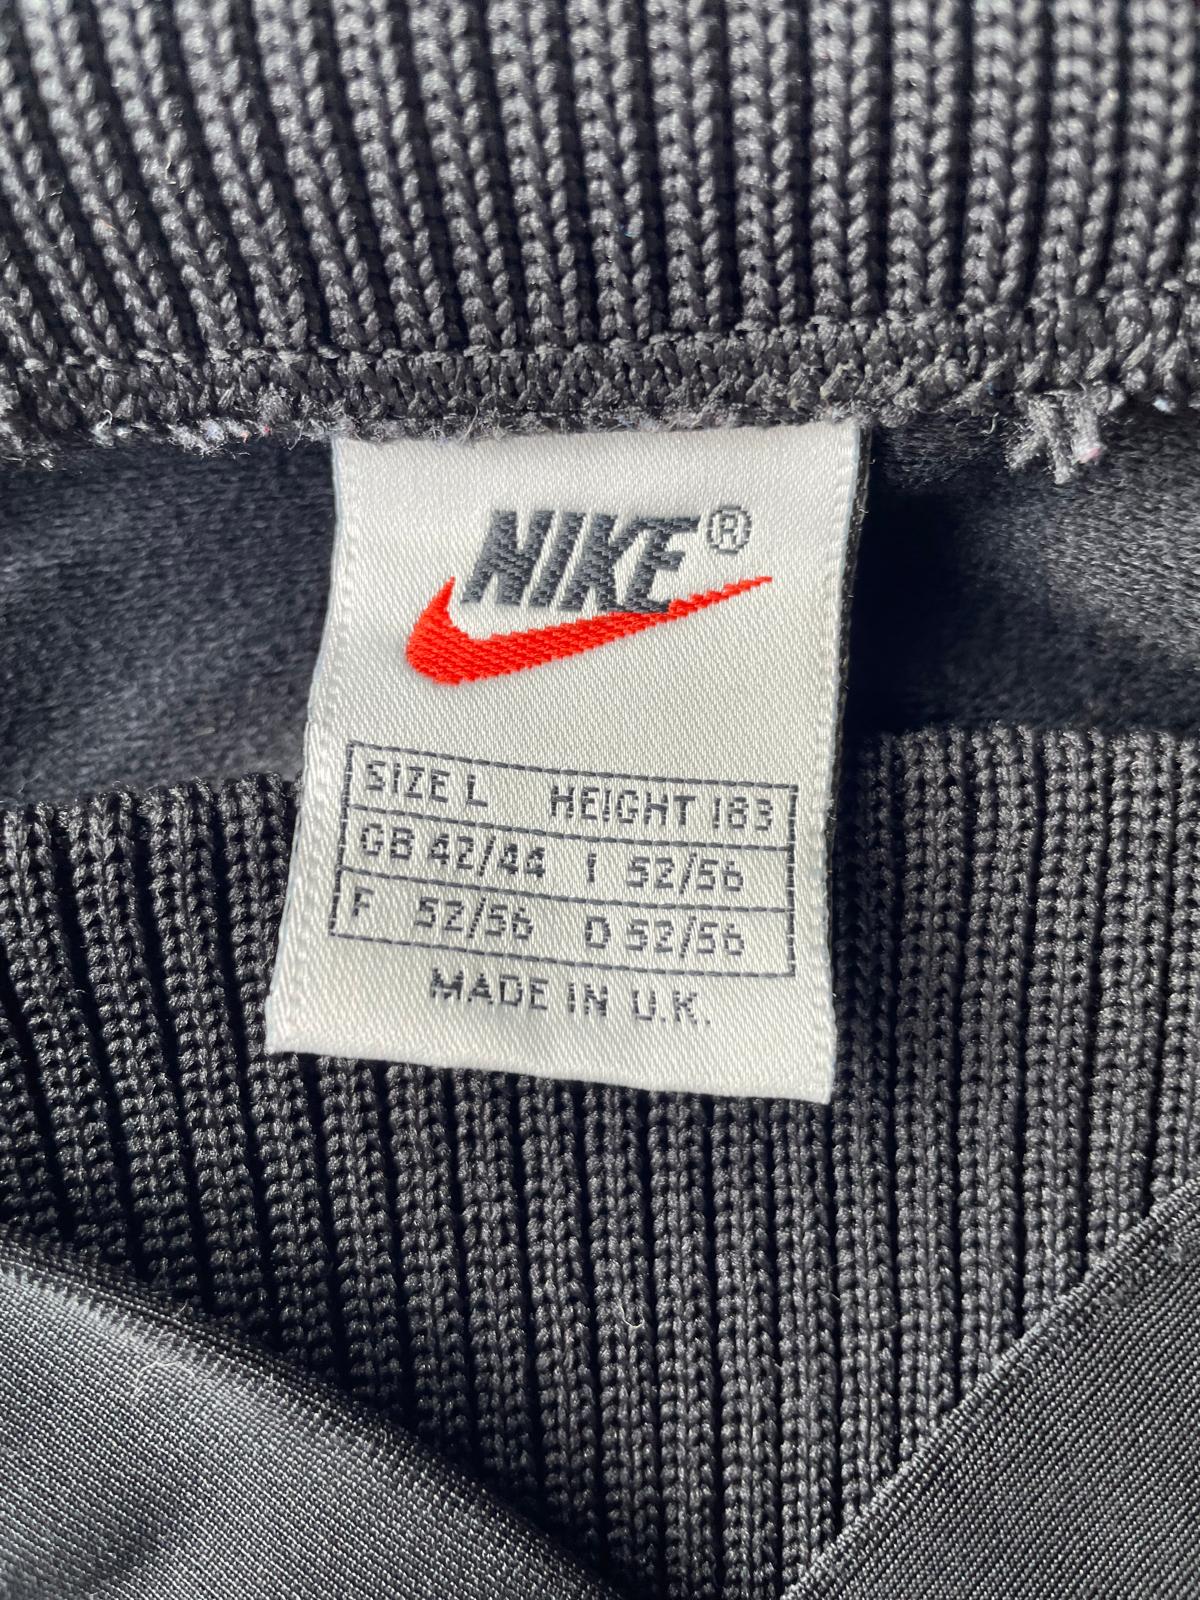 NIKE®
SIZE L HEIGHT 183
GB 42/44 I 52/56
F 52/56 D 52/56
MADE IN U.K.